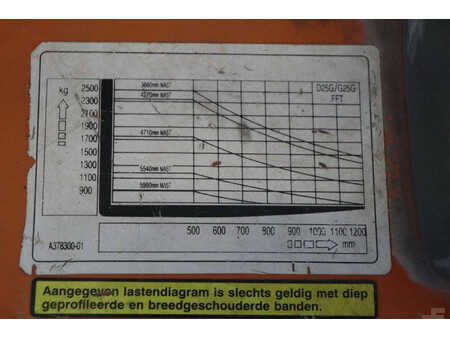 kg
2500
2300
2100
1900
1700
1500
1300
1100
900
3660mm MAST
4270mm MAST
4710mm MAST
5540mm MAST
5990mm MAST
D25G/G25G
FFT
500 600 700 800 900 1000 1100 1200
mm
A378300-01
Aangegeven lastendiagram is slechts geldig met diep
geprofileerde en breedgeschouderde banden.